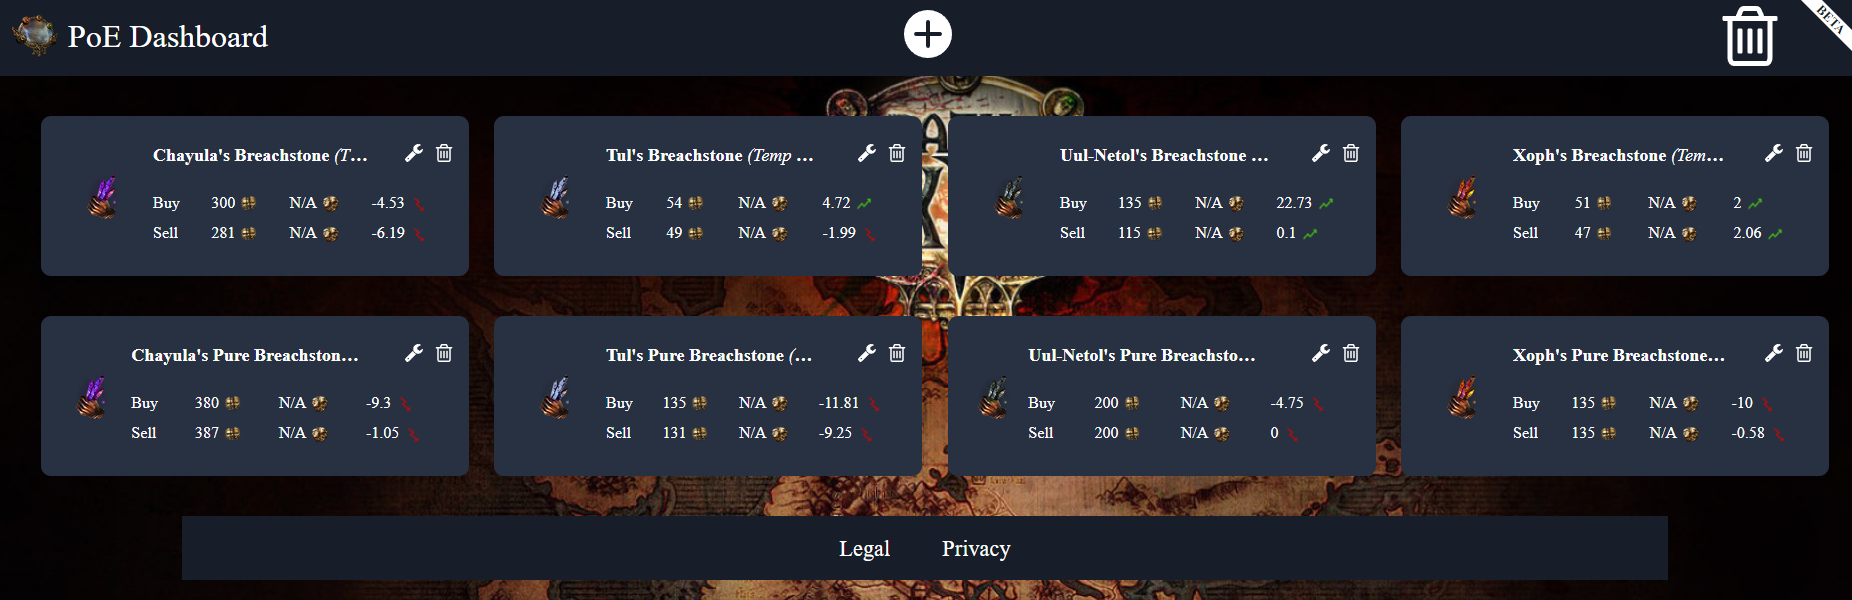 PoE Dashboard
BETA
Chayula's Breachstone (T...
Buy 300 N/A -4.53
Sell 281 N/A -6.19
Tul's Breachstone (Temp ...
Buy 54 N/A 4.72
Sell 49 N/A -1.99
Uul-Netol's Breachstone ...
Buy 135 N/A 22.73
Sell 115 N/A 0.1
Xoph's Breachstone (Tem...
Buy 51 N/A 2
Sell 47 N/A 2.06
Chayula's Pure Breachston...
Buy 380 N/A -9.3
Sell 387 N/A -1.05
Tul's Pure Breachstone (...
Buy 135 N/A -11.81
Sell 131 N/A -9.25
Uul-Netol's Pure Breachsto...
Buy 200 N/A -4.75
Sell 200 N/A 0
Xoph's Pure Breachstone...
Buy 135 N/A -10
Sell 135 N/A -0.58
Legal Privacy